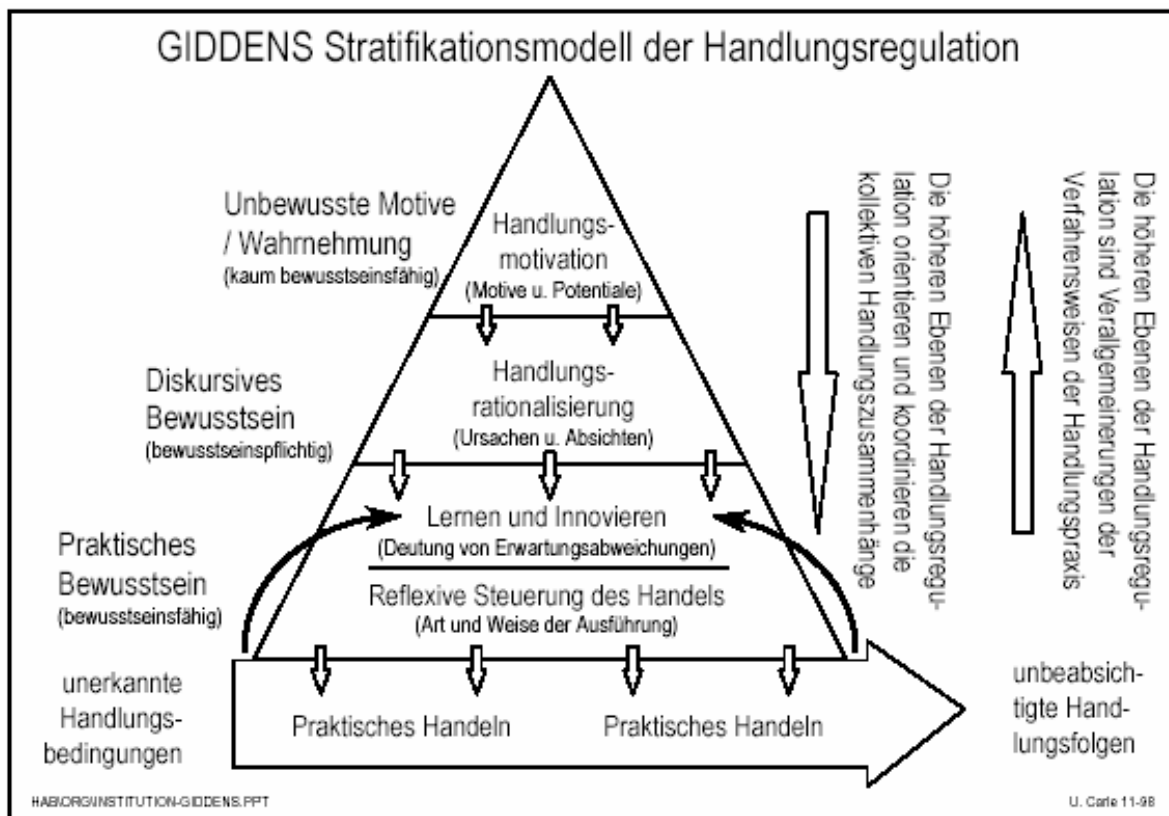 GIDDENS Stratifikationsmodell der Handlungsregulation
Unbewusste Motive
/ Wahrnehmung
(kaum bewusstseinsfähig)
Handlungs-
motivation
(Motive u. Potentiale)
Diskursives
Bewusstsein
(bewusstseinspflichtig)
Handlungs-
rationalisierung
(Ursachen u. Absichten)
Praktisches
Bewusstsein
(bewusstseinsfähig)
Lernen und Innovieren
(Deutung von Erwartungsabweichungen)
Reflexive Steuerung des Handels
(Art und Weise der Ausführung)
unerkannte
Handlungs-
bedingungen
Praktisches Handeln
Praktisches Handeln
unbeabsich-
tigte Hand-
lungsfolgen
Die höheren Ebenen der Handlungsregu-
lation orientieren und koordinieren die
kollektiven Handlungszusammenhänge
Die höheren Ebenen der Handlungsregu-
lation sind Verallgemeinerungen der
Verfahrensweisen der Handlungspraxis
HAB\ORG\INSTITUTION-GIDDENS.PPT
U. Carle 11-98